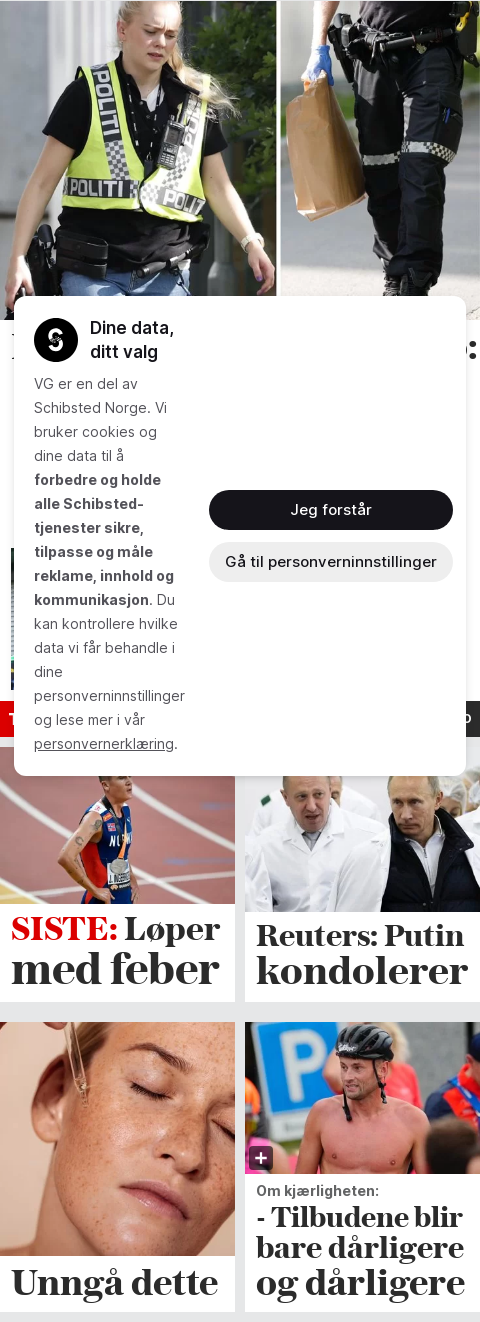 POLITI
POLITI
POLITI
Dine data,
ditt valg
VG er en del av
Schibsted Norge. Vi
bruker cookies og
dine data til å
forbedre og holde
alle Schibsted-
tjenester sikre,
tilpasse og måle
reklame, innhold og
kommunikasjon. Du
kan kontrollere hvilke
data vi får behandle i
dine
personverninnstillinger
og lese mer i vår
personvernerklæring.
Jeg forstår
Gå til personverninnstillinger
SISTE: Løper
med feber
Reuters: Putin
kondolerer
Unngå dette
Om kjærligheten:
- Tilbudene blir
bare dårligere
og dårligere